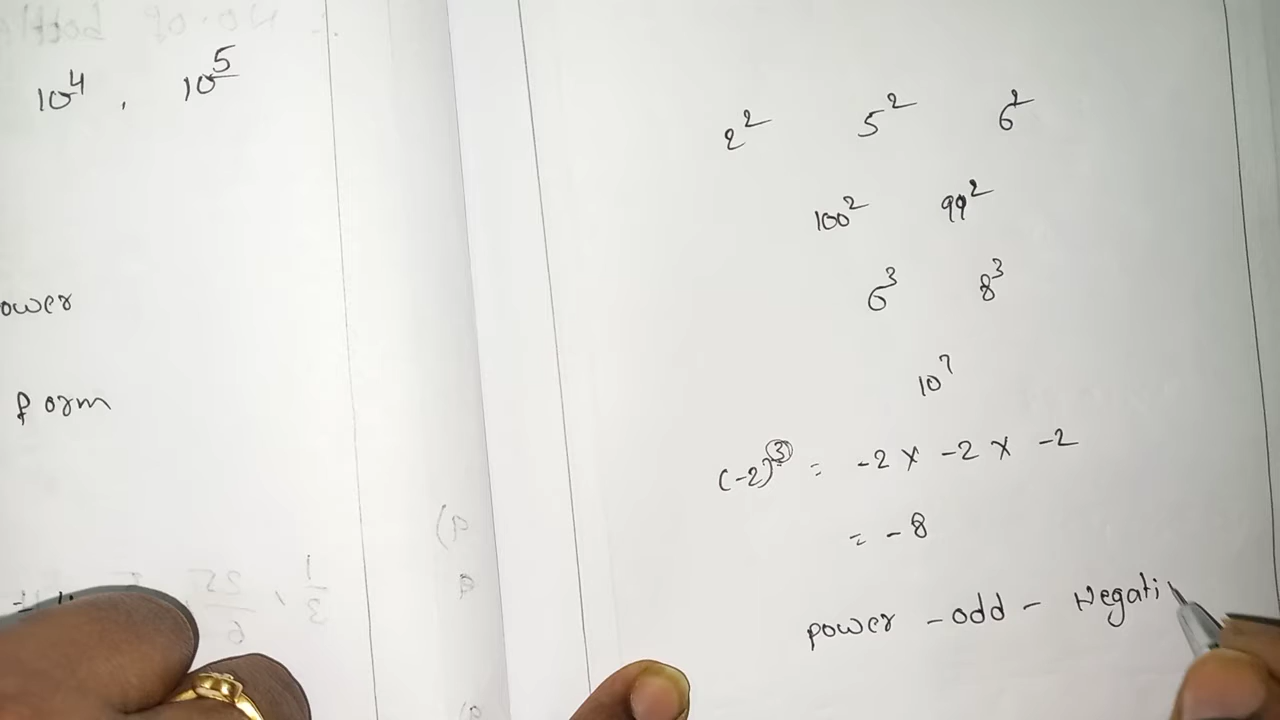 10⁴ , 10⁵
ower
form
2² 5² 6²
100² 99²
6³ 8³
10⁷
(-2)³ = -2 x -2 x -2
= -8
power - odd - Negati